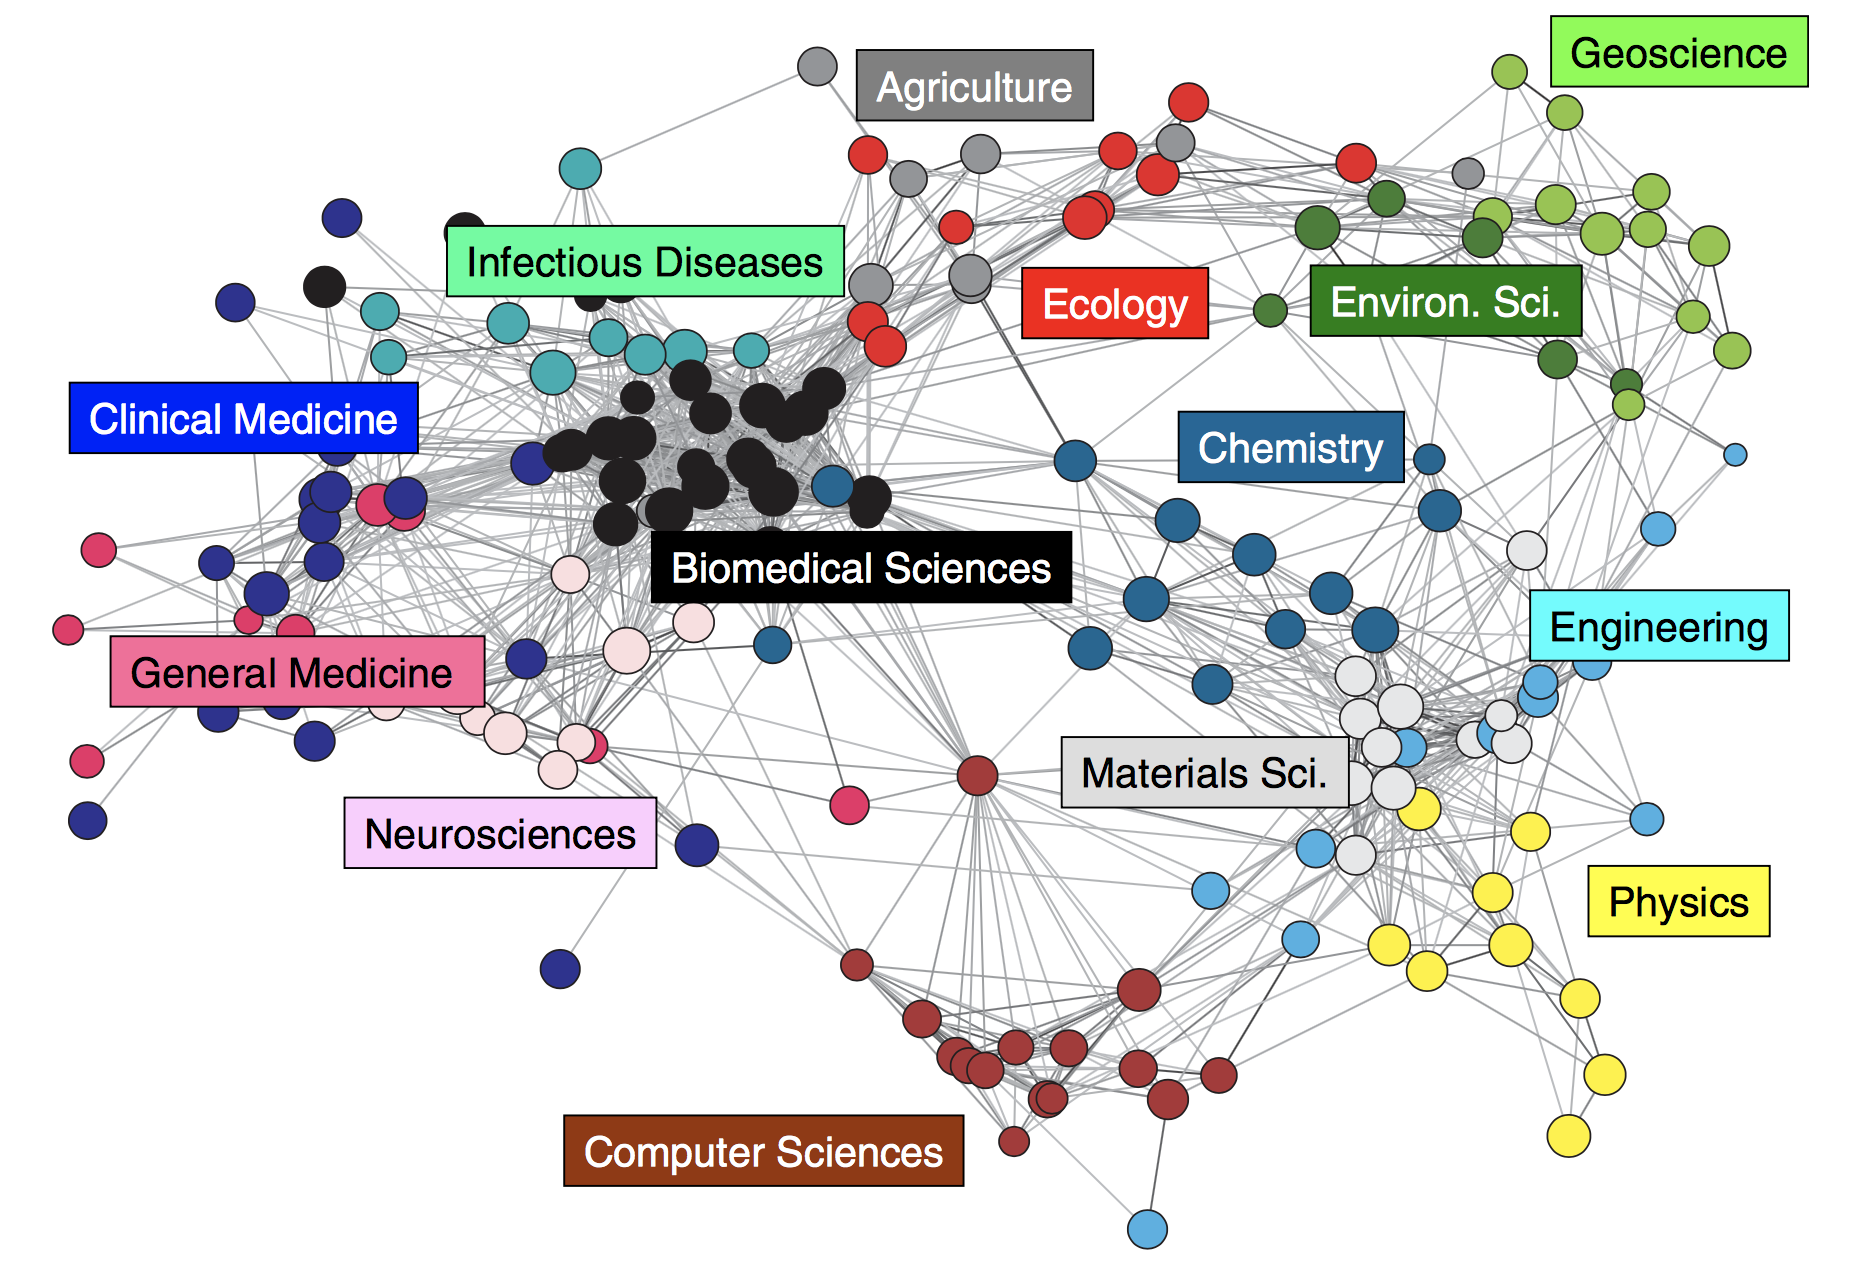 Geoscience
Agriculture
Infectious Diseases
Ecology
Environ. Sci.
Clinical Medicine
Chemistry
Biomedical Sciences
Engineering
General Medicine
Materials Sci.
Neurosciences
Physics
Computer Sciences